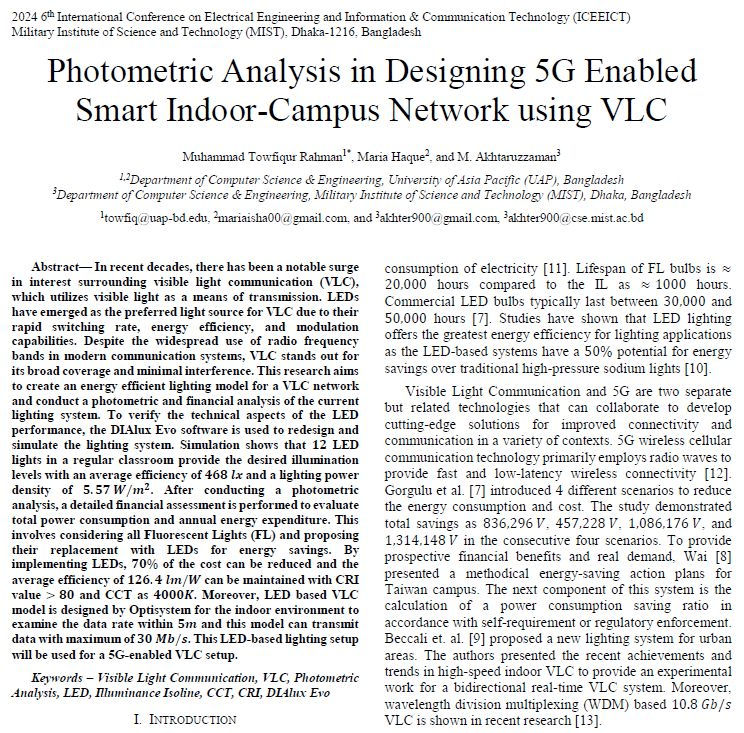 2024 6th International Conference on Electrical Engineering and Information & Communication Technology (ICEEICT)
Military Institute of Science and Technology (MIST), Dhaka-1216, Bangladesh
Photometric Analysis in Designing 5G Enabled
Smart Indoor-Campus Network using VLC
Muhammad Towfiqur Rahman1*, Maria Haque2, and M. Akhtaruzzaman3
1,2Department of Computer Science & Engineering, University of Asia Pacific (UAP), Bangladesh
3Department of Computer Science & Engineering, Military Institute of Science and Technology (MIST), Dhaka, Bangladesh
1towfiq@uap-bd.edu, 2mariaisha00@gmail.com, and 3akhter900@gmail.com, 3akhter900@cse.mist.ac.bd
Abstract— In recent decades, there has been a notable surge
in interest surrounding visible light communication (VLC),
which utilizes visible light as a means of transmission. LEDs
have emerged as the preferred light source for VLC due to their
rapid switching rate, energy efficiency, and modulation
capabilities. Despite the widespread use of radio frequency
bands in modern communication systems, VLC stands out for
its broad coverage and minimal interference. This research aims
to create an energy efficient lighting model for a VLC network
and conduct a photometric and financial analysis of the current
lighting system. To verify the technical aspects of the LED
performance, the DIAlux Evo software is used to redesign and
simulate the lighting system. Simulation shows that 12 LED
lights in a regular classroom provide the desired illumination
levels with an average efficiency of 468 lx and a lighting power
density of 5.57 W/m2. After conducting a photometric
analysis, a detailed financial assessment is performed to evaluate
total power consumption and annual energy expenditure. This
involves considering all Fluorescent Lights (FL) and proposing
their replacement with LEDs for energy savings. By
implementing LEDs, 70% of the cost can be reduced and the
average efficiency of 126.4 lm/W can be maintained with CRI
value > 80 and CCT as 4000K. Moreover, LED based VLC
model is designed by Optisystem for the indoor environment to
examine the data rate within 5m and this model can transmit
data with maximum of 30 Mb/s. This LED-based lighting setup
will be used for a 5G-enabled VLC setup.
Keywords – Visible Light Communication, VLC, Photometric
Analysis, LED, Illuminance Isoline, CCT, CRI, DIAlux Evo
I. INTRODUCTION
consumption of electricity [11]. Lifespan of FL bulbs is ≈
20,000 hours compared to the IL as ≈ 1000 hours.
Commercial LED bulbs typically last between 30,000 and
50,000 hours [7]. Studies have shown that LED lighting
offers the greatest energy efficiency for lighting applications
as the LED-based systems have a 50% potential for energy
savings over traditional high-pressure sodium lights [10].
Visible Light Communication and 5G are two separate
but related technologies that can collaborate to develop
cutting-edge solutions for improved connectivity and
communication in a variety of contexts. 5G wireless cellular
communication technology primarily employs radio waves to
provide fast and low-latency wireless connectivity [12].
Gorgulu et al. [7] introduced 4 different scenarios to reduce
the energy consumption and cost. The study demonstrated
total savings as 836,296 V, 457,228 V, 1,086,176 V, and
1,314,148 V in the consecutive four scenarios. To provide
prospective financial benefits and real demand, Wai [8]
presented a methodical energy-saving action plans for
Taiwan campus. The next component of this system is the
calculation of a power consumption saving ratio in
accordance with self-requirement or regulatory enforcement.
Beccali et. al. [9] proposed a new lighting system for urban
areas. The authors presented the recent achievements and
trends in high-speed indoor VLC to provide an experimental
work for a bidirectional real-time VLC system. Moreover,
wavelength division multiplexing (WDM) based 10.8 Gb/s
VLC is shown in recent research [13].